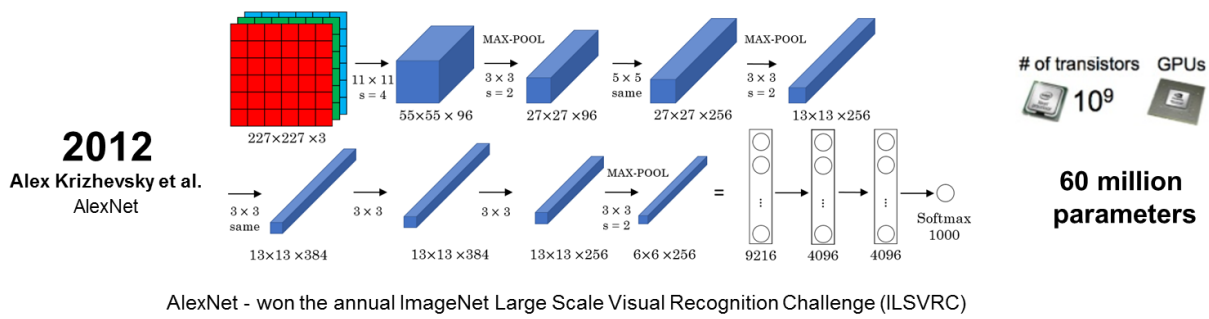 2012
Alex Krizhevsky et al.
AlexNet
227×227 ×3
11 × 11
s = 4
55×55 × 96
MAX-POOL
3 × 3
s = 2
27×27 ×96
5 × 5
same
27×27 ×256
MAX-POOL
3 × 3
s = 2
13×13 ×256
3 × 3
same
13×13 ×384
3 × 3
13×13 ×384
3 × 3
13×13 ×256
MAX-POOL
3 × 3
s = 2
6×6 ×256
=
...
9216
...
4096
...
4096
Softmax
1000
# of transistors
10⁹
GPUs
60 million
parameters
AlexNet - won the annual ImageNet Large Scale Visual Recognition Challenge (ILSVRC)